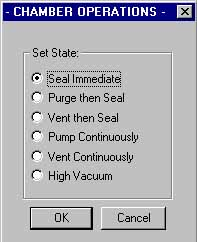 - CHAMBER OPERATIONS -
Set State:
Seal Immediate
Purge then Seal
Vent then Seal
Pump Continuously
Vent Continuously
High Vacuum
OK
Cancel